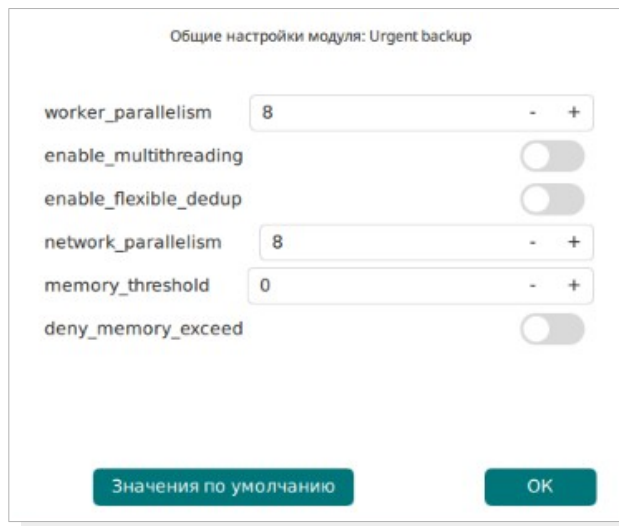 Общие настройки модуля: Urgent backup
worker_parallelism 8 - +
enable_multithreading
enable_flexible_dedup
network_parallelism 8 - +
memory_threshold 0 - +
deny_memory_exceed
Значения по умолчанию OK